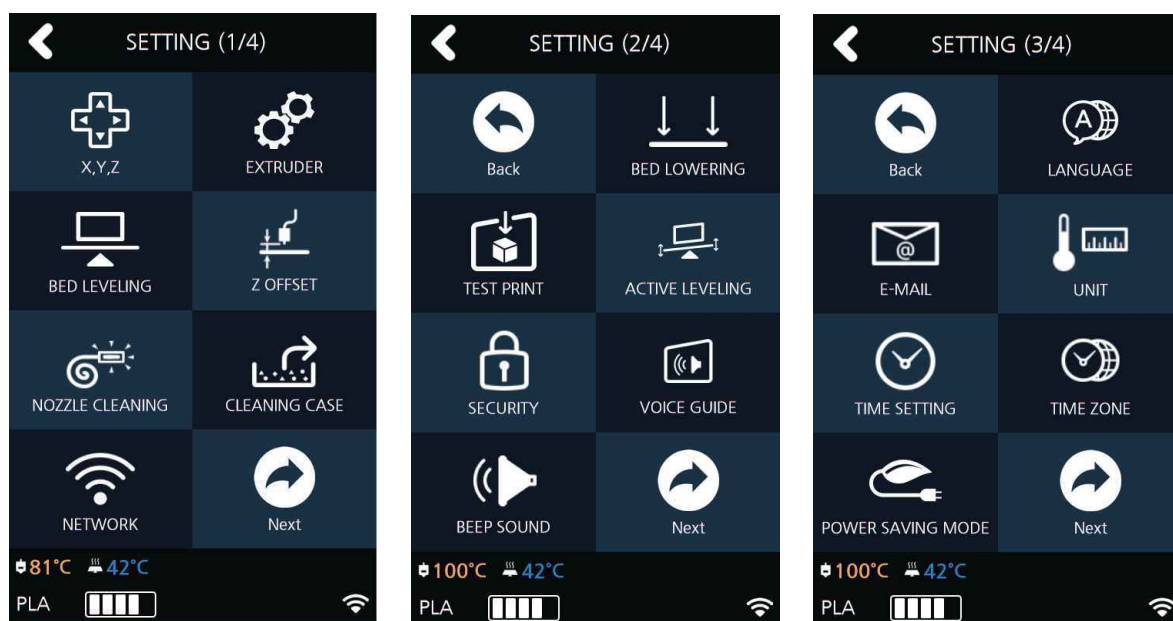 SETTING (1/4)
X,Y,Z EXTRUDER
BED LEVELING Z OFFSET
NOZZLE CLEANING CLEANING CASE
NETWORK Next
81°C 42°C
PLA
SETTING (2/4)
Back BED LOWERING
TEST PRINT ACTIVE LEVELING
SECURITY VOICE GUIDE
BEEP SOUND Next
100°C 42°C
PLA
SETTING (3/4)
A
Back LANGUAGE
@
E-MAIL UNIT
TIME SETTING TIME ZONE
POWER SAVING MODE Next
100°C 42°C
PLA